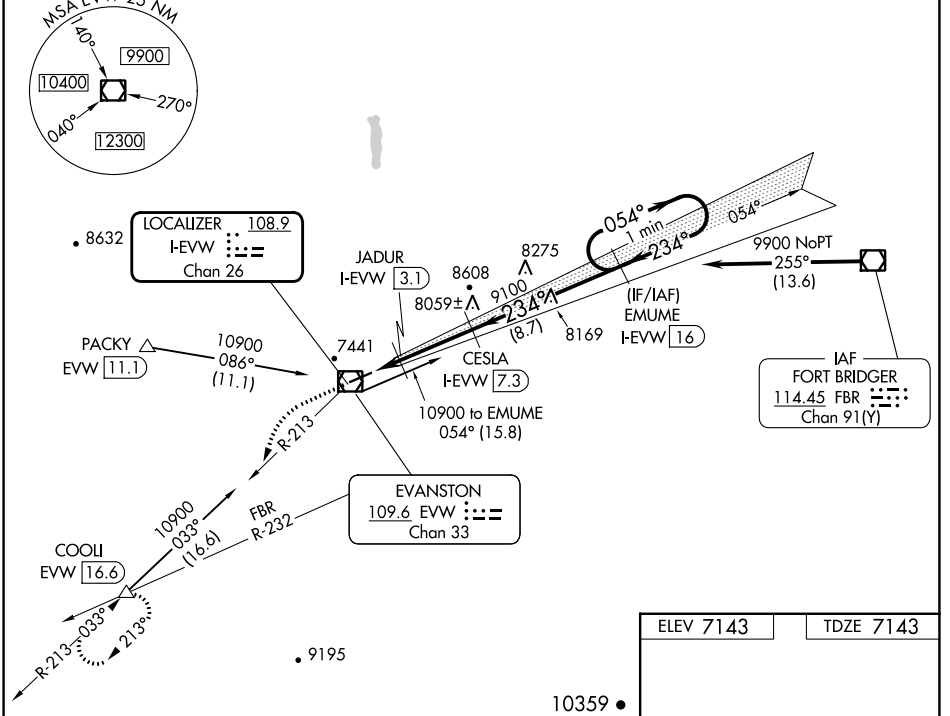 MSA EVW 25 NM
140°
9900
10400
270°
040°
12300
LOCALIZER 108.9
I-EVW
Chan 26
8632
JADUR
I-EVW 3.1
8608
8275
8059±
9100
234°
(8.7)
054°
1 min
234°
054°
9900 NoPT
255°
(13.6)
(IF/IAF)
EMUME
I-EVW 16
8169
PACKY
EVW 11.1
10900
086°
(11.1)
7441
CESLA
I-EVW 7.3
10900 to EMUME
054° (15.8)
IAF
FORT BRIDGER
114.45 FBR
Chan 91(Y)
R-213
EVANSTON
109.6 EVW
Chan 33
10900
033°
(16.6)
FBR
R-232
COOLI
EVW 16.6
R-213
033°
213°
9195
10359
ELEV 7143
TDZE 7143